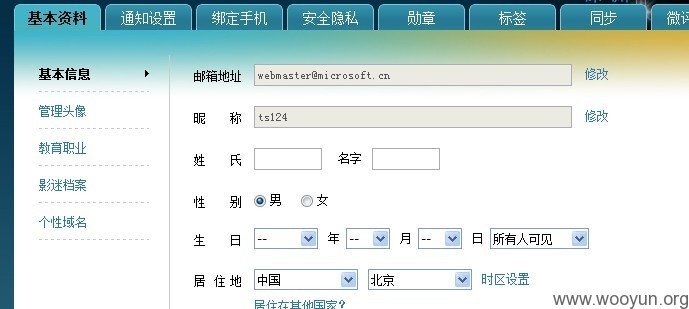 基本资料 通知设置 绑定手机 安全隐私 勋章 标签 同步 微评
基本信息
管理头像
教育职业
影迷档案
个性域名
邮箱地址 webmaster@microsoft.cn 修改
昵 称 ts124 修改
姓 氏 名字
性 别 男 女
生 日 -- 年 -- 月 -- 日 所有人可见
居 住 地 中国 北京 时区设置
居住在其他国家?
www.wooyun.org